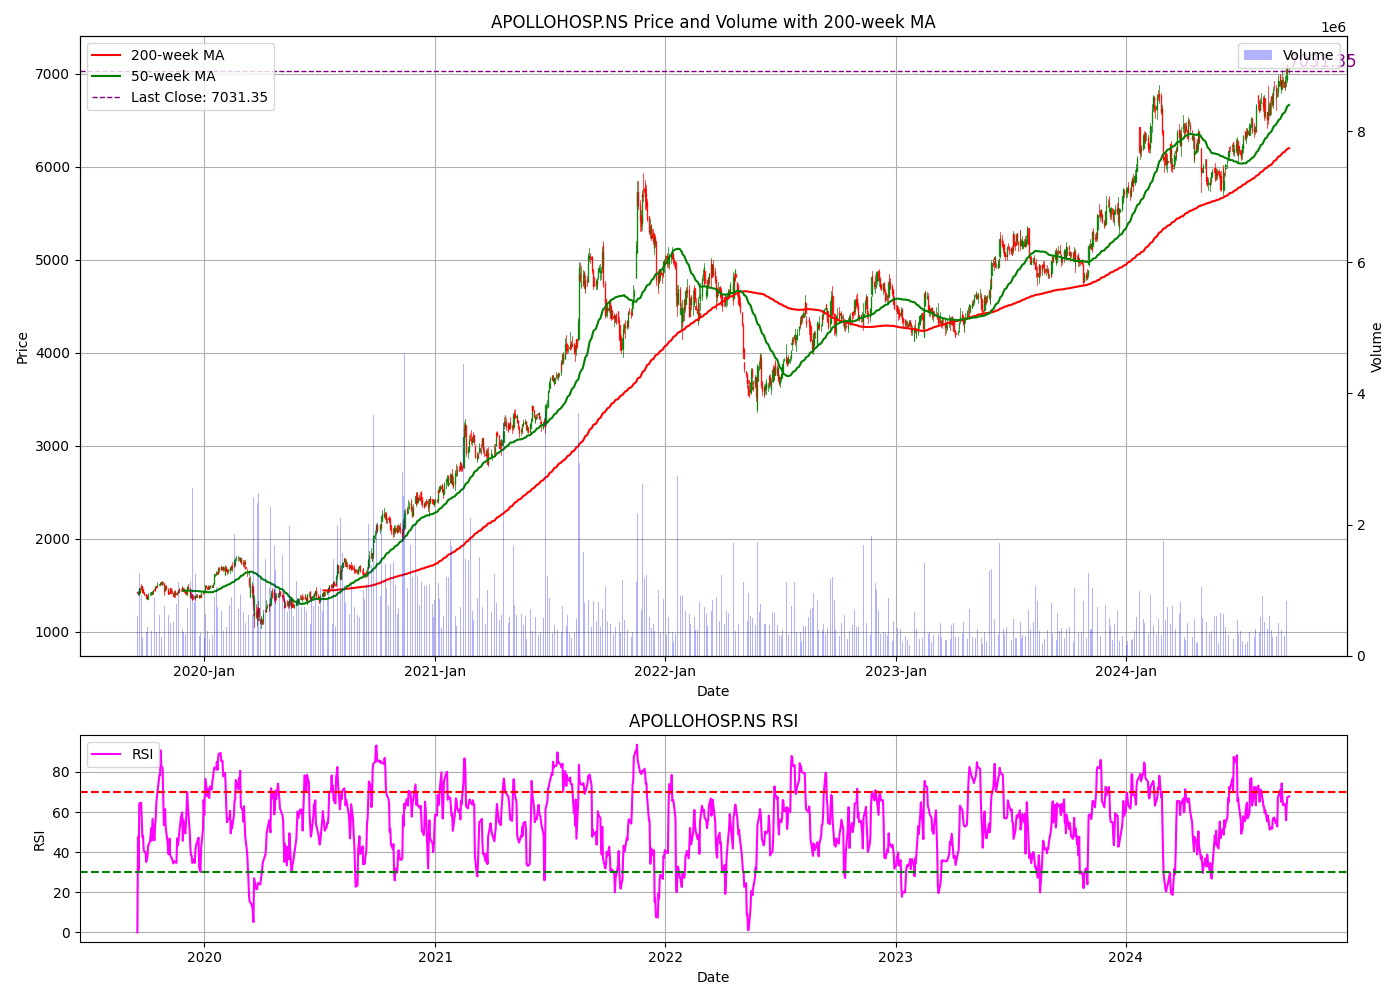 APOLLOHOSP.NS Price and Volume with 200-week MA
1e6
200-week MA
50-week MA
Last Close: 7031.35
Volume
7031.35
7000
6000
5000
4000
3000
2000
1000
Price
8
6
4
2
0
Volume
2020-Jan
2021-Jan
2022-Jan
2023-Jan
2024-Jan
Date
APOLLOHOSP.NS RSI
RSI
80
60
40
20
0
RSI
2020
2021
2022
2023
2024
Date